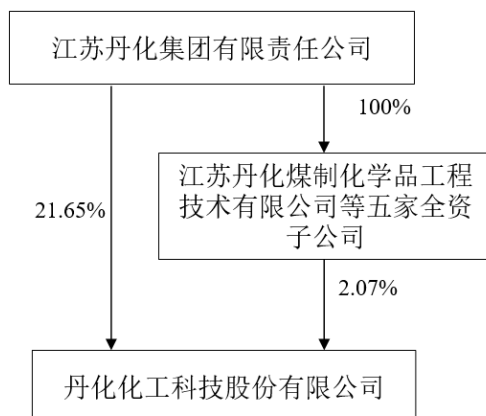 江苏丹化集团有限责任公司
100%
江苏丹化煤制化学品工程
技术有限公司等五家全资
子公司
21.65%
2.07%
丹化化工科技股份有限公司